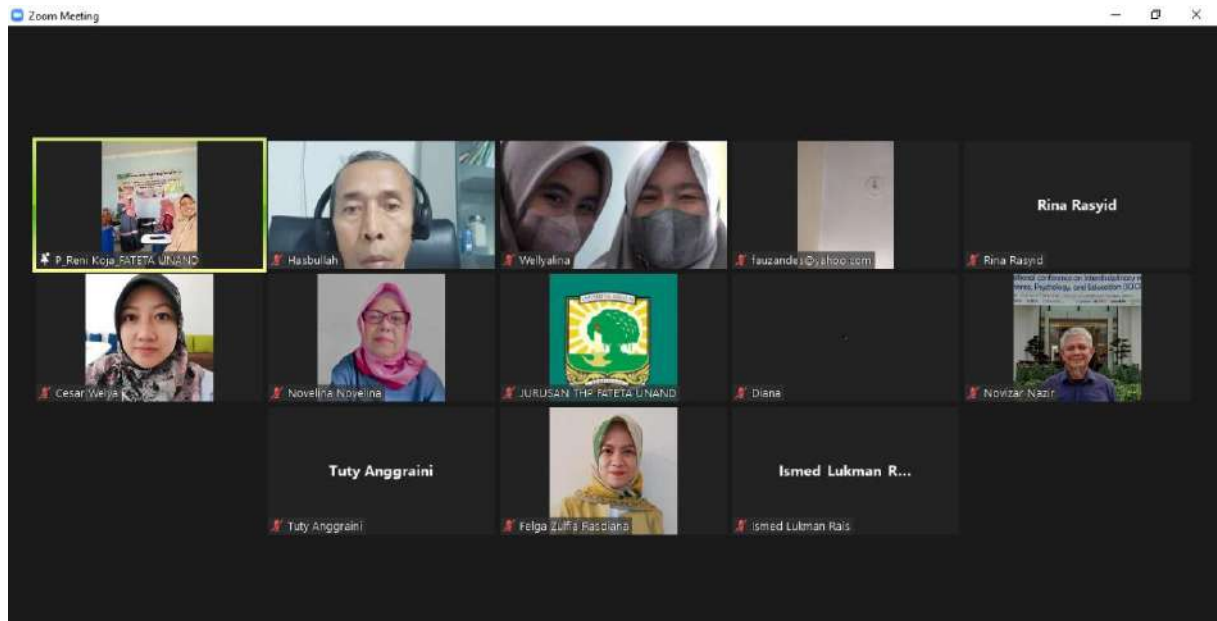 Zoom Meeting
P_Reni Koja_FATETA UNAND
Hasbullah
Wellyalina
fauzandes@yahoo.com
Rina Rasyid
Rina Rasyid
Cesar Welya
Novelina Novelina
JURUSAN THP FATETA UNAND
Diana
Novizar Nazir
Tuty Anggraini
Tuty Anggraini
Felga Zulfia Rasdiana
Ismed Lukman R...
Ismed Lukman Rais